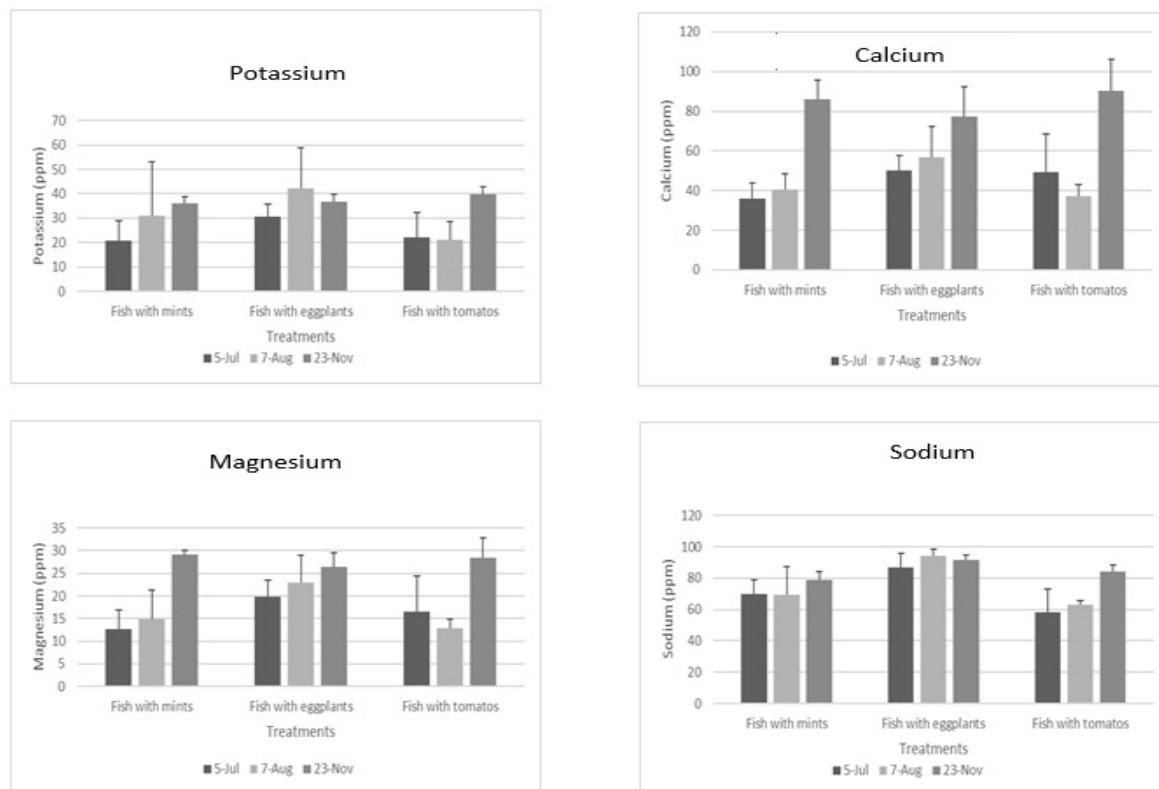 Potassium
Potassium (ppm)
70
60
50
40
30
20
10
0
Fish with mints Fish with eggplants Fish with tomatos
Treatments
5-Jul 7-Aug 23-Nov
Calcium
Calcium (ppm)
120
100
80
60
40
20
0
Fish with mints Fish with eggplants Fish with tomatos
Treatments
5-Jul 7-Aug 23-Nov
Magnesium
Magnesium (ppm)
35
30
25
20
15
10
5
0
Fish with mints Fish with eggplants Fish with tomatos
Treatments
5-Jul 7-Aug 23-Nov
Sodium
Sodium (ppm)
120
100
80
60
40
20
0
Fish with mints Fish with eggplants Fish with tomatos
Treatments
5-Jul 7-Aug 23-Nov